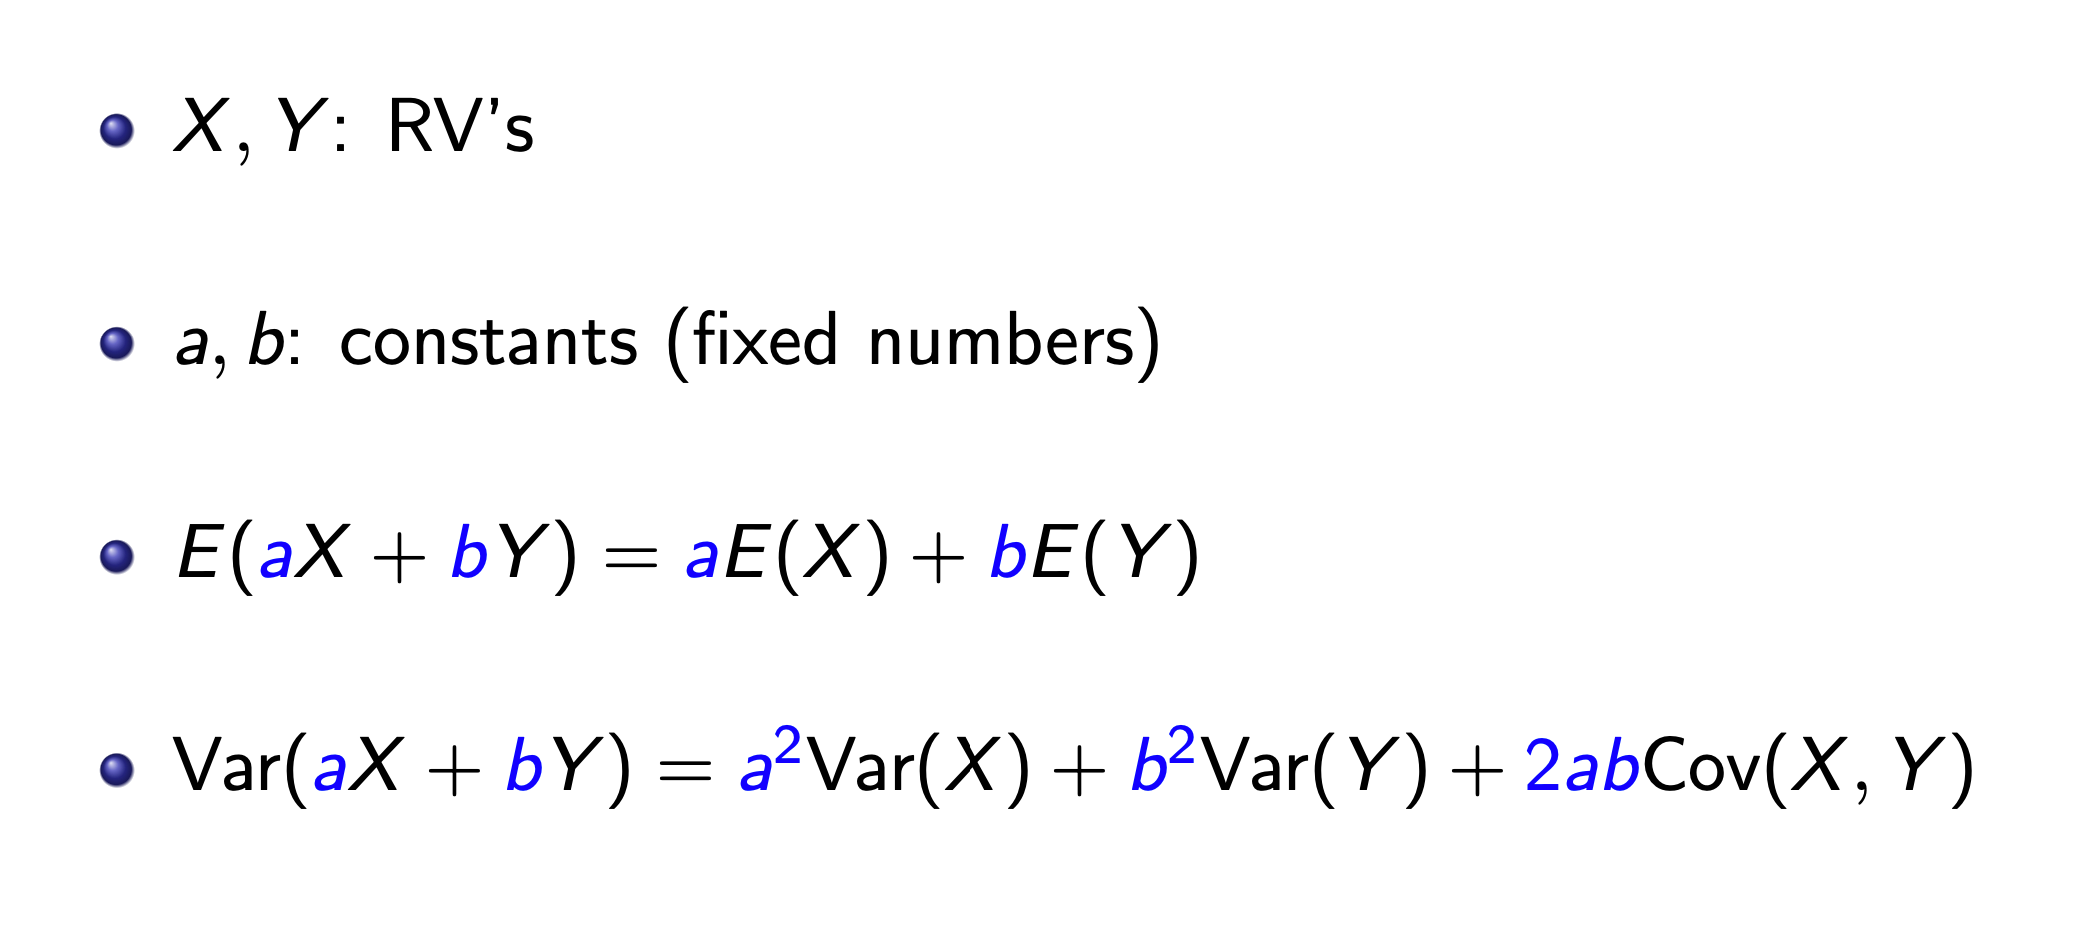 • X, Y: RV's
• a, b: constants (fixed numbers)
• E(aX + bY) = aE(X) + bE(Y)
• Var(aX + bY) = a²Var(X) + b²Var(Y) + 2abCov(X, Y)